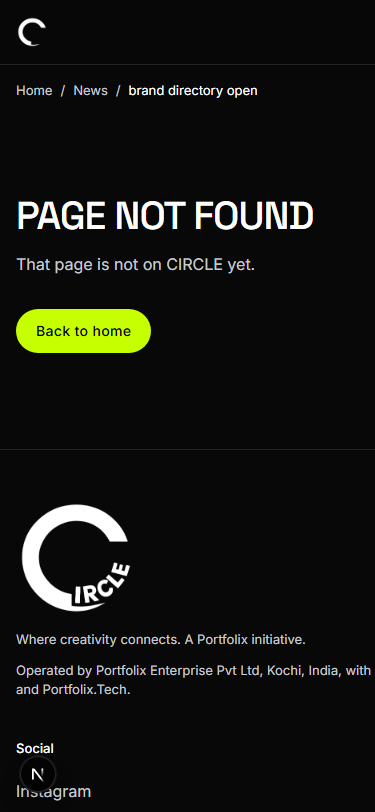 Home / News / brand directory open
PAGE NOT FOUND
That page is not on CIRCLE yet.
Back to home
CIRCLE
Where creativity connects. A Portfolix initiative.
Operated by Portfolix Enterprise Pvt Ltd, Kochi, India, with
and Portfolix.Tech.
Social
N
Instagram